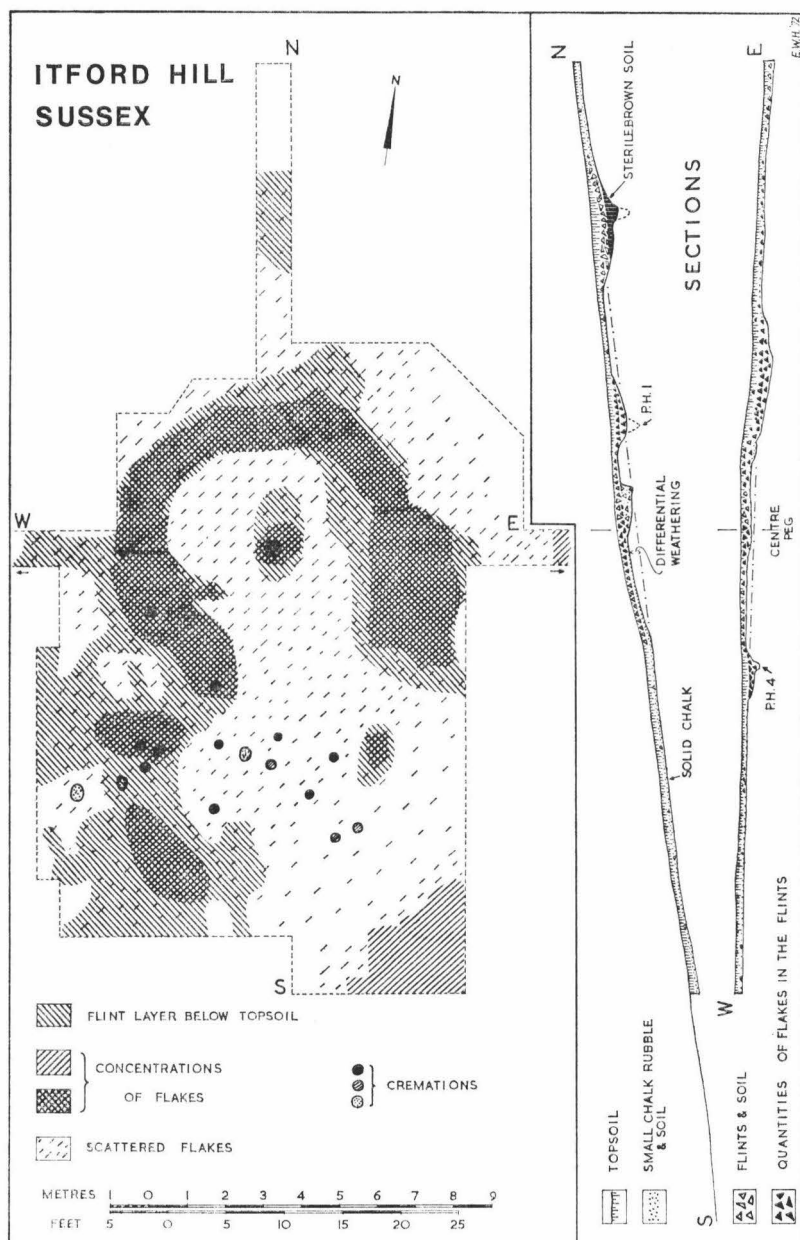 ITFORD HILL
SUSSEX
N
N
W
E
S
FLINT LAYER BELOW TOPSOIL
CONCENTRATIONS
OF FLAKES
CREMATIONS
SCATTERED FLAKES
METRES 1 0 1 2 3 4 5 6 7 8 9
FEET 5 0 5 10 15 20 25
E.W.H. '72
SECTIONS
N
STERILE BROWN SOIL
P.H.1
DIFFERENTIAL
WEATHERING
SOLID CHALK
S
E
CENTRE
PEG
P.H.4
W
TOPSOIL
SMALL CHALK RUBBLE
& SOIL
FLINTS & SOIL
QUANTITIES OF FLAKES IN THE FLINTS